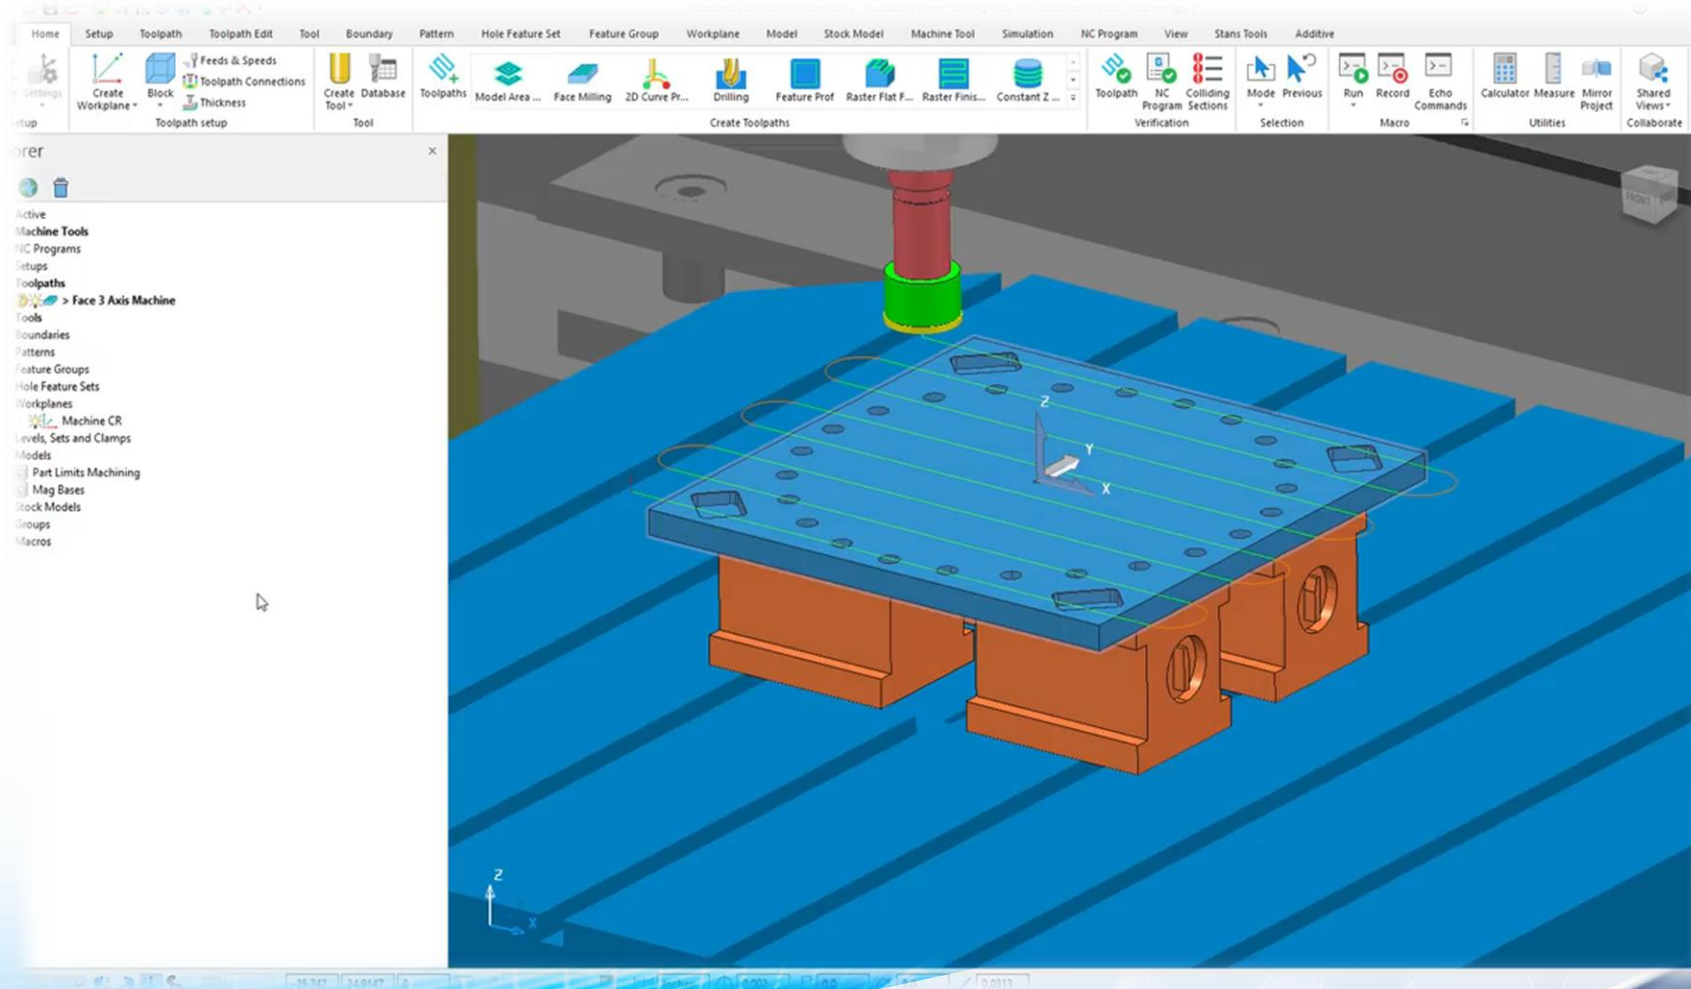 Home Setup Toolpath Toolpath Edit Tool Boundary Pattern Hole Feature Set Feature Group Workplane Model Stock Model Machine Tool Simulation NC Program View Stans Tools Additive
Settings
Create Workplane
Block
Feeds & Speeds
Toolpath Connections
Thickness
Toolpath setup
Create Tool
Database
Tool
Toolpaths
Model Area ...
Face Milling
2D Curve Pr...
Drilling
Feature Prof
Raster Flat F...
Raster Finis...
Constant Z ...
Create Toolpaths
Toolpath
NC Program
Colliding Sections
Verification
Mode
Previous
Selection
Run
Record
Echo Commands
Macro
Calculator
Measure
Mirror Project
Utilities
Shared Views
Collaborate
orer
Active
Machine Tools
NC Programs
Setups
Toolpaths
> Face 3 Axis Machine
Tools
Boundaries
Patterns
Feature Groups
Hole Feature Sets
Workplanes
Machine CR
Levels, Sets and Clamps
Models
Part Limits Machining
Mag Bases
Stock Models
Groups
Macros
FRONT
Z
Y
X
Z
X